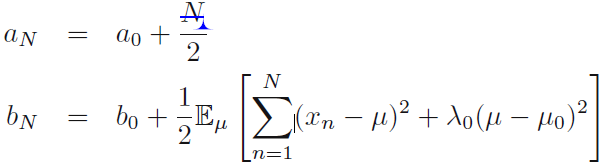 a_N = a_0 + N/2
b_N = b_0 + 1/2 𝔼_μ [ ∑_{n=1}^{N} (x_n − μ)^2 + λ_0(μ − μ_0)^2 ]